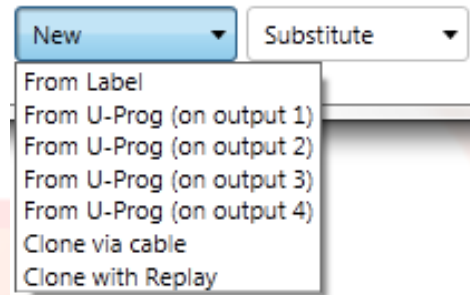 New
Substitute
From Label
From U-Prog (on output 1)
From U-Prog (on output 2)
From U-Prog (on output 3)
From U-Prog (on output 4)
Clone via cable
Clone with Replay